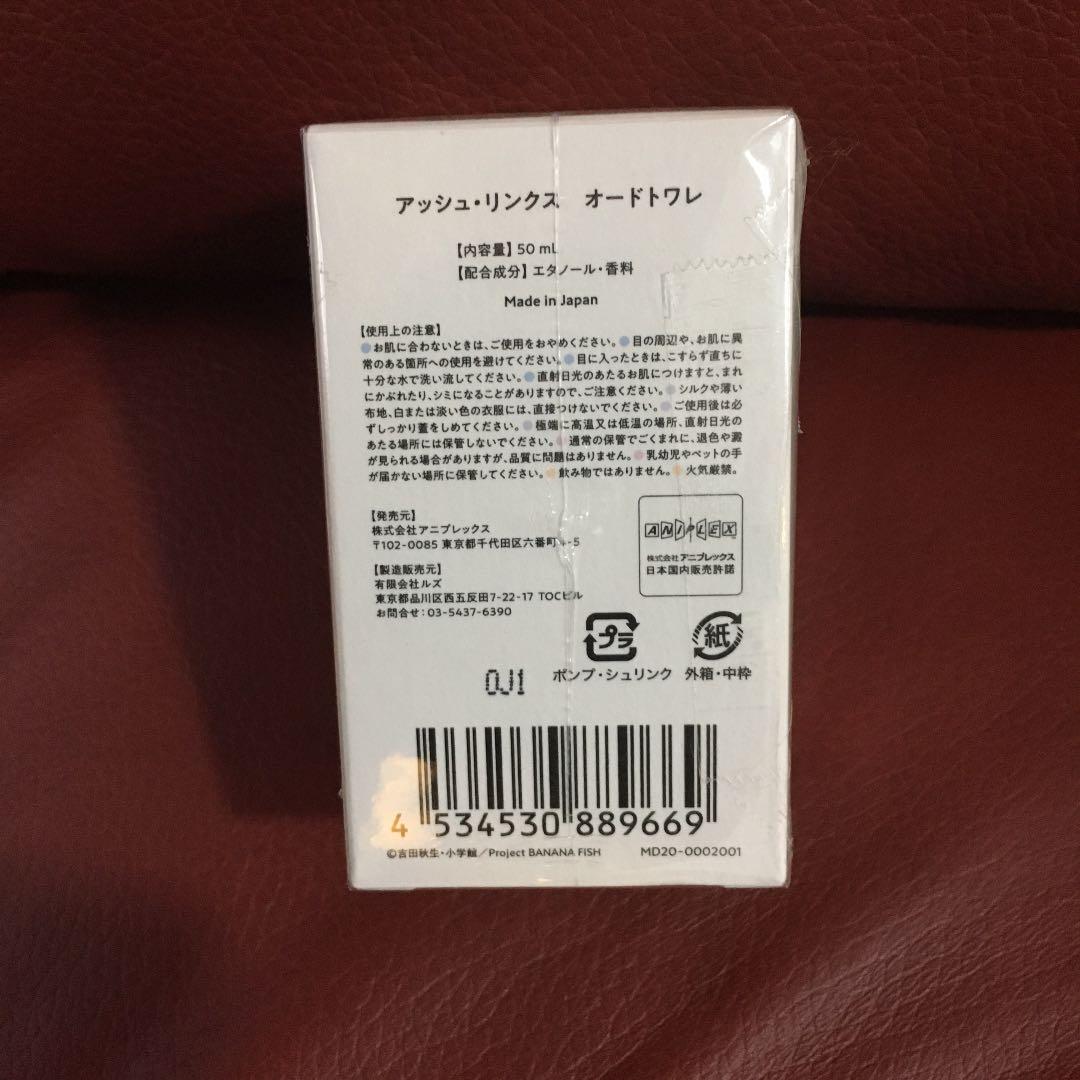 アッシュ・リンクス オードトワレ
【内容量】50 mL
【配合成分】エタノール・香料
Made in Japan
【使用上の注意】
●お肌に合わないときは、ご使用をおやめください。●目の周辺や、お肌に異
常のある箇所への使用を避けてください。●目に入ったときは、こすらず直ちに
十分な水で洗い流してください。●直射日光のあたるお肌につけますと、まれ
にかぶれたり、シミになることがありますので、ご注意ください。●シルクや薄い
布地、白または淡い色の衣服には、直接つけないでください。●ご使用後は必
ずしっかり蓋をしめてください。●極端に高温又は低温の場所、直射日光の
あたる場所には保管しないでください。●通常の保管でごくまれに、退色や澱
が見られる場合がありますが、品質に問題はありません。●乳幼児やペットの手
が届かない場所に保管してください。●飲み物ではありません。●火気厳禁。
【発売元】
株式会社アニプレックス
〒102-0085 東京都千代田区六番町4-5
【製造販売元】
有限会社ルズ
東京都品川区西五反田7-22-17 TOCビル
お問合せ:03-5437-6390
ANIPLEX
株式会社アニプレックス
日本国内販売許諾
プラ
ポンプ・シュリンク
紙
外箱・中枠
0J1
4 534530 889669
©吉田秋生・小学館/Project BANANA FISH
MD20-0002001